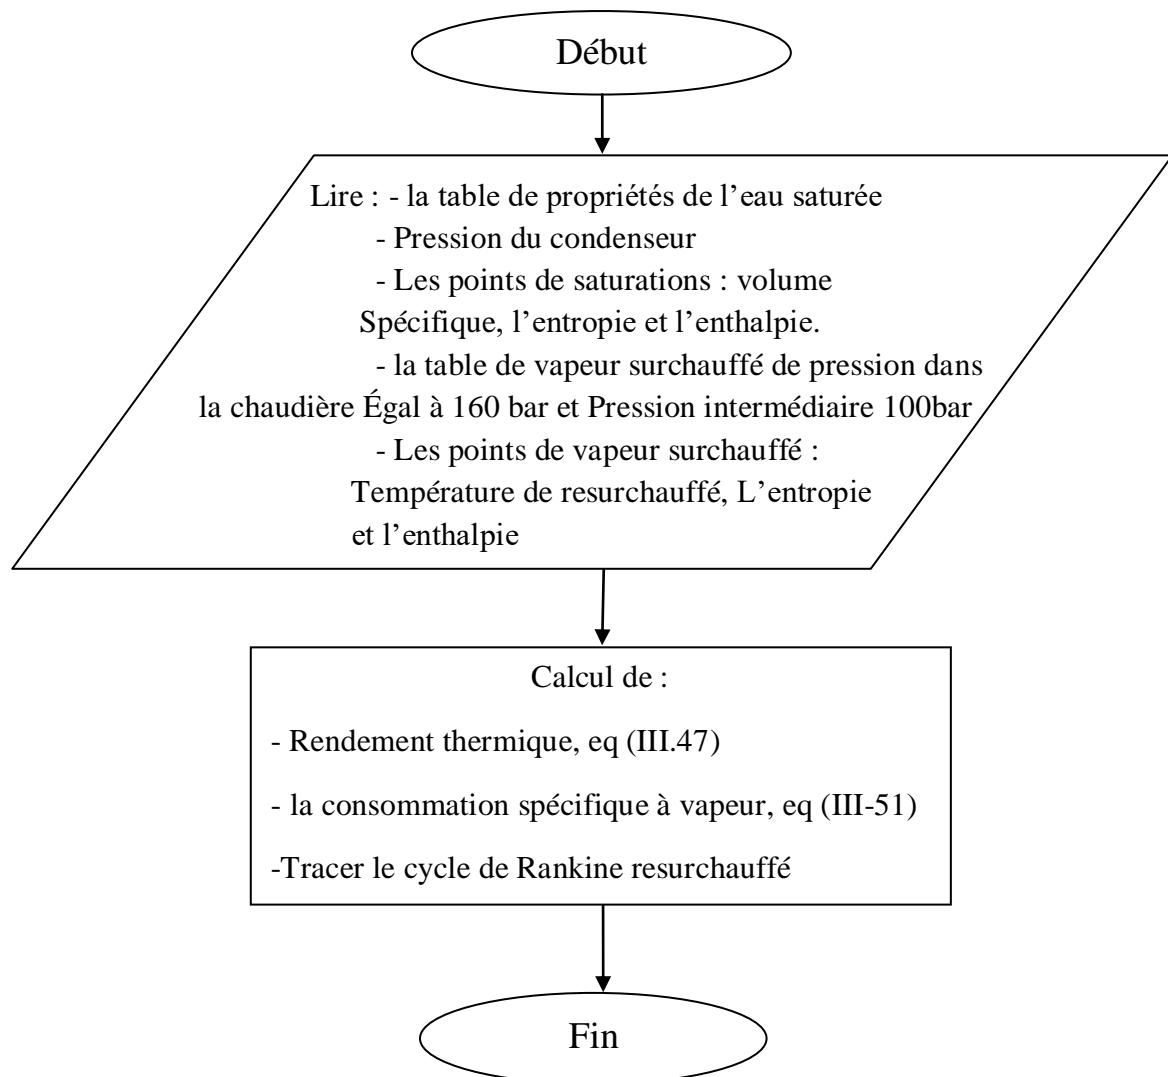 Début
Lire : - la table de propriétés de l’eau saturée
- Pression du condenseur
- Les points de saturations : volume
Spécifique, l’entropie et l’enthalpie.
- la table de vapeur surchauffé de pression dans
la chaudière Égal à 160 bar et Pression intermédiaire 100bar
- Les points de vapeur surchauffé :
Température de resurchauffé, L’entropie
et l’enthalpie
Calcul de :
- Rendement thermique, eq (III.47)
- la consommation spécifique à vapeur, eq (III-51)
-Tracer le cycle de Rankine resurchauffé
Fin